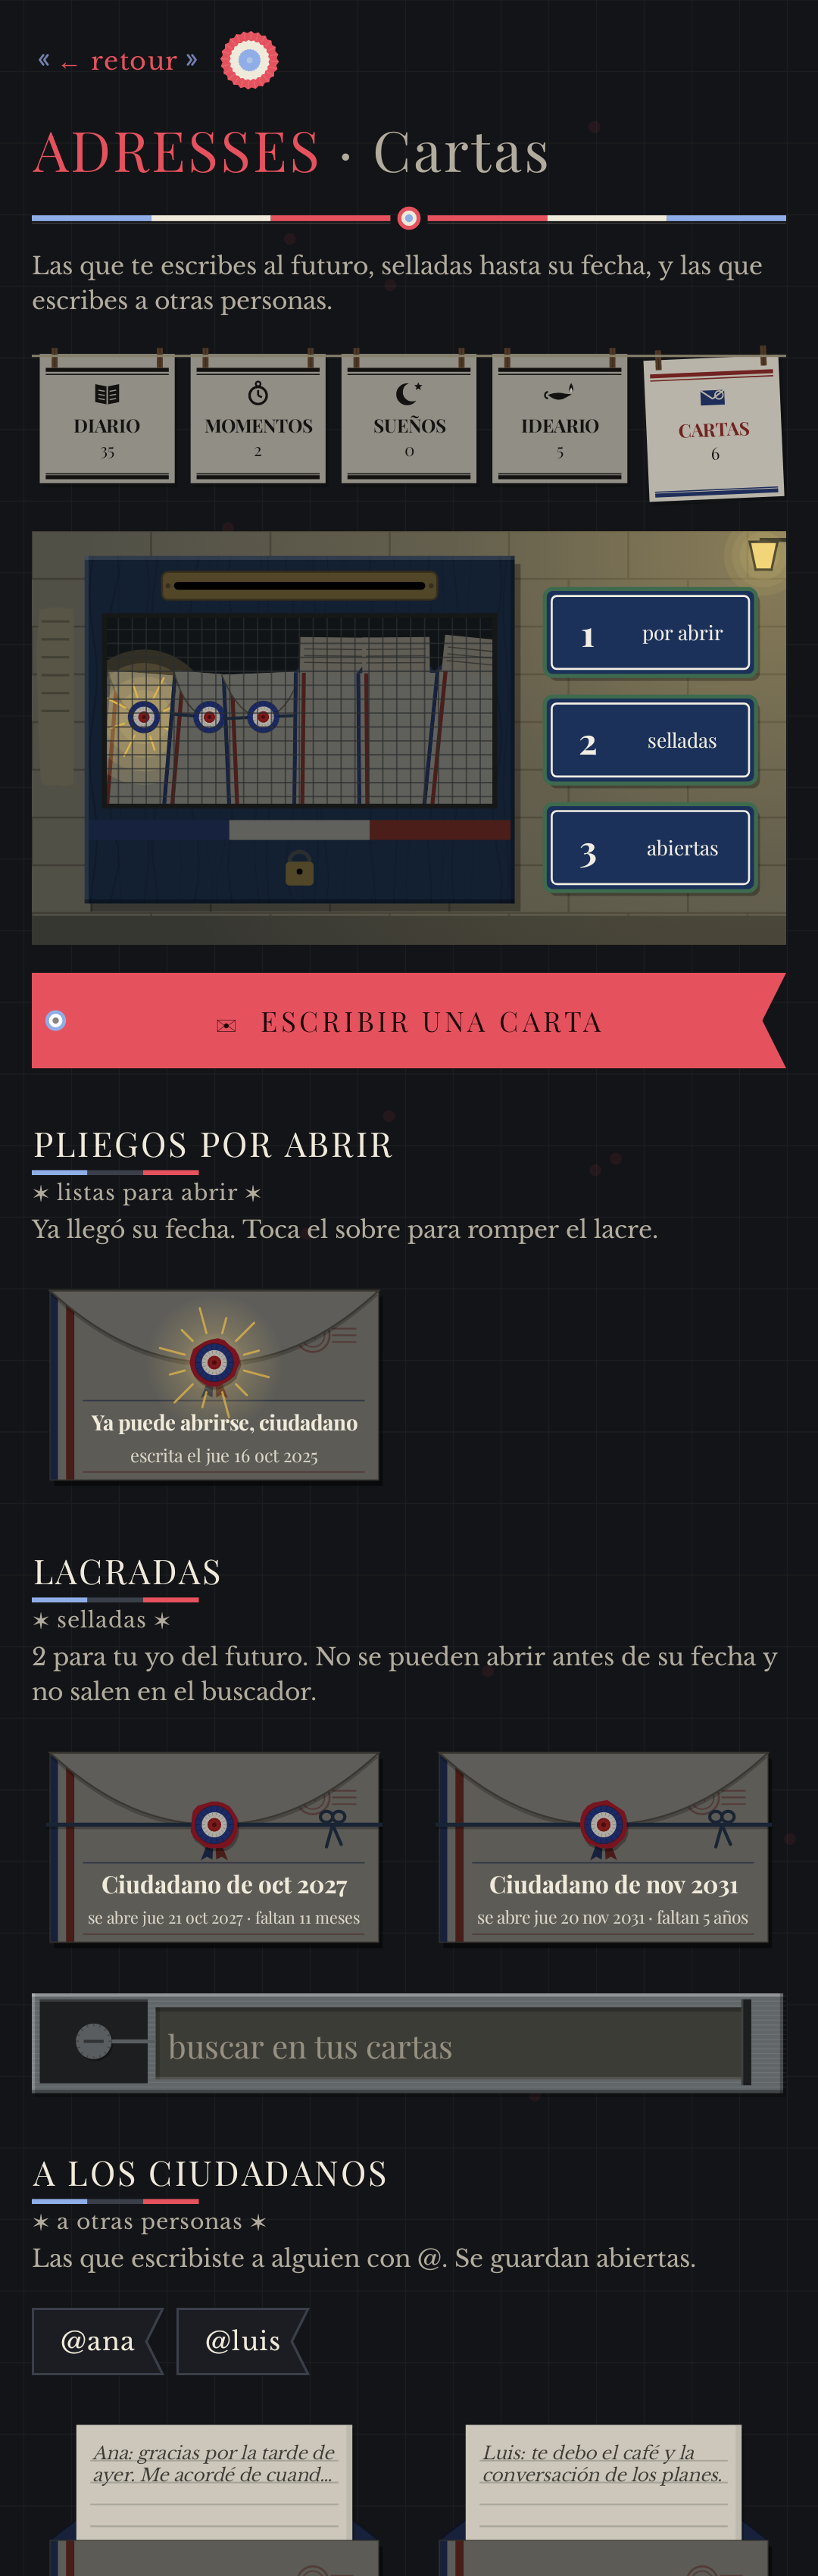 « ← retour »
ADRESSES · Cartas
Las que te escribes al futuro, selladas hasta su fecha, y las que
escribes a otras personas.
DIARIO
35
MOMENTOS
2
SUEÑOS
0
IDEARIO
5
CARTAS
6
1 por abrir
2 selladas
3 abiertas
✉ ESCRIBIR UNA CARTA
PLIEGOS POR ABRIR
✶ listas para abrir ✶
Ya llegó su fecha. Toca el sobre para romper el lacre.
Ya puede abrirse, ciudadano
escrita el jue 16 oct 2025
LACRADAS
✶ selladas ✶
2 para tu yo del futuro. No se pueden abrir antes de su fecha y
no salen en el buscador.
Ciudadano de oct 2027
se abre jue 21 oct 2027 · faltan 11 meses
Ciudadano de nov 2031
se abre jue 20 nov 2031 · faltan 5 años
buscar en tus cartas
A LOS CIUDADANOS
✶ a otras personas ✶
Las que escribiste a alguien con @. Se guardan abiertas.
@ana
@luis
Ana: gracias por la tarde de
ayer. Me acordé de cuand...
Luis: te debo el café y la
conversación de los planes.